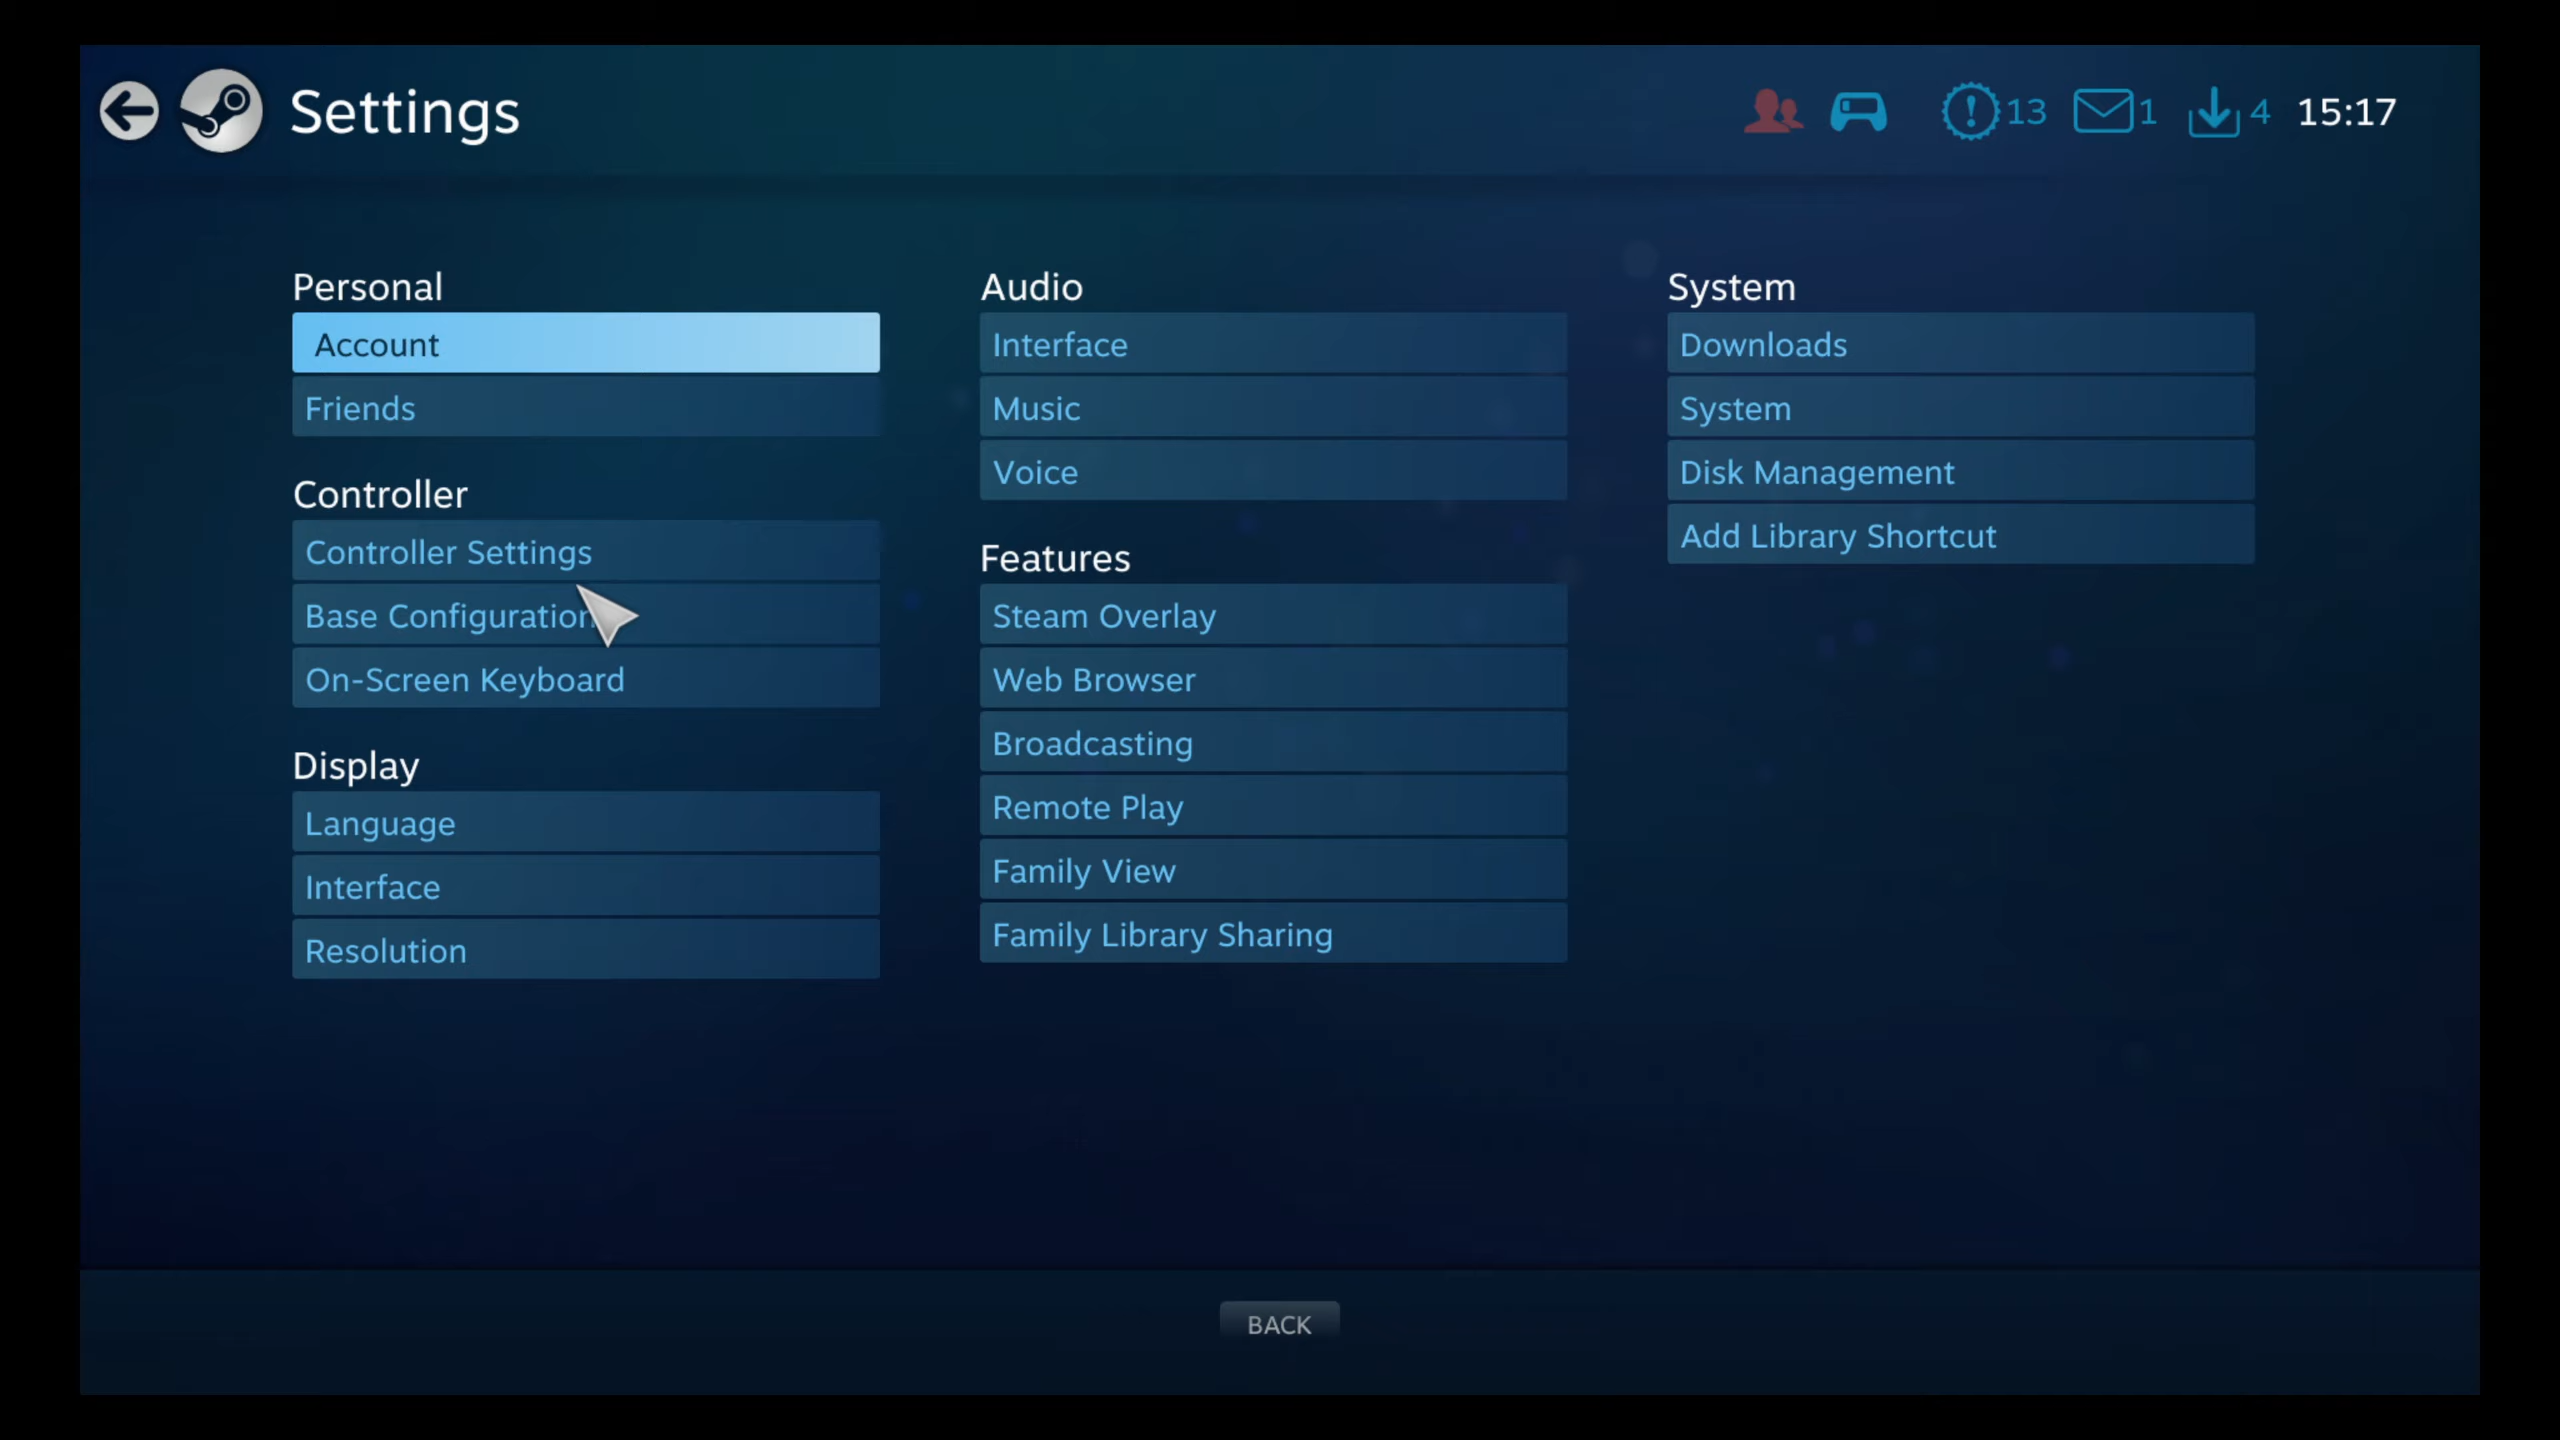 Settings
13
1
4
15:17
Personal
Account
Friends
Controller
Controller Settings
Base Configuration
On-Screen Keyboard
Display
Language
Interface
Resolution
Audio
Interface
Music
Voice
Features
Steam Overlay
Web Browser
Broadcasting
Remote Play
Family View
Family Library Sharing
System
Downloads
System
Disk Management
Add Library Shortcut
BACK